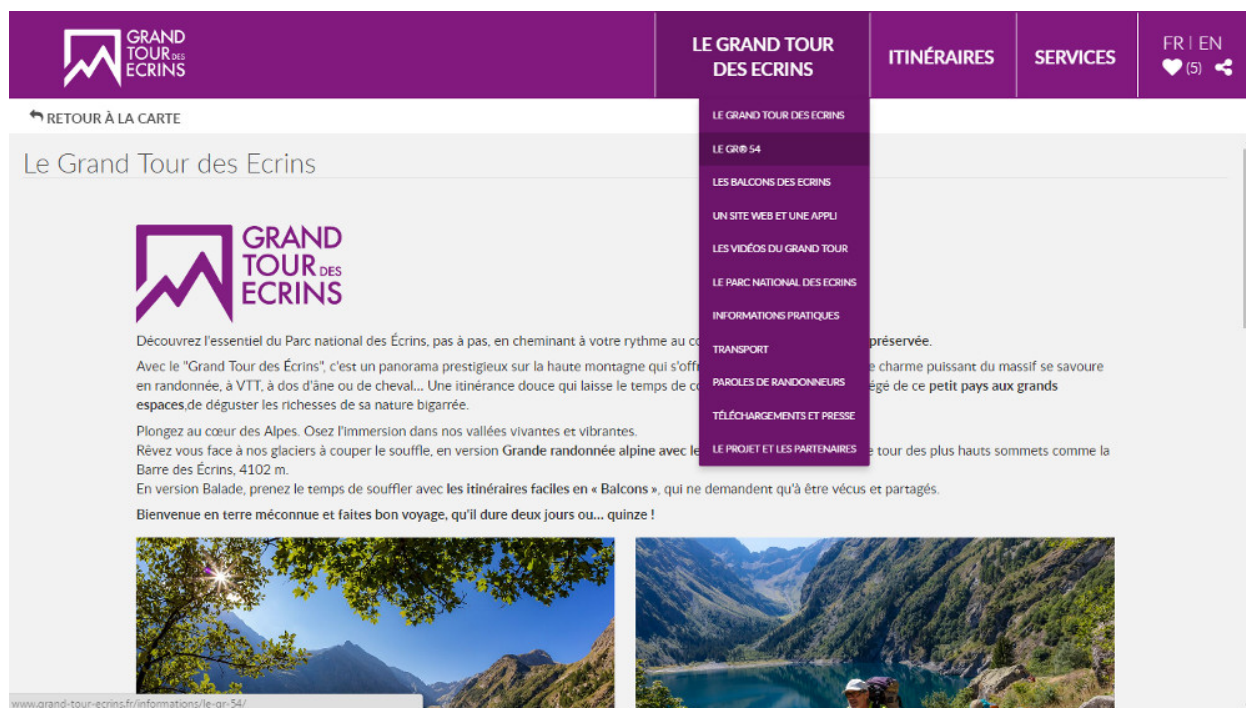 GRAND
TOUR DES
ECRINS
LE GRAND TOUR
DES ECRINS
ITINÉRAIRES
SERVICES
FR | EN
(5)
RETOUR À LA CARTE
LE GRAND TOUR DES ECRINS
LE GR® 54
LES BALCONS DES ECRINS
UN SITE WEB ET UNE APPLI
LES VIDÉOS DU GRAND TOUR
LE PARC NATIONAL DES ECRINS
INFORMATIONS PRATIQUES
TRANSPORT
PAROLES DE RANDONNEURS
TÉLÉCHARGEMENTS ET PRESSE
LE PROJET ET LES PARTENAIRES
Le Grand Tour des Ecrins
GRAND
TOUR DES
ECRINS
Découvrez l'essentiel du Parc national des Écrins, pas à pas, en cheminant à votre rythme au préservée.
Avec le "Grand Tour des Écrins", c'est un panorama prestigieux sur la haute montagne qui charme puissant du massif se savoure
en randonnée, à VTT, à dos d'âne ou de cheval... Une itinérance douce qui laisse le temps de de ce petit pays aux grands
espaces,de déguster les richesses de sa nature bigarrée.
Plongez au cœur des Alpes. Osez l'immersion dans nos vallées vivantes et vibrantes.
Rêvez vous face à nos glaciers à couper le souffle, en version Grande randonnée alpine avec tour des plus hauts sommets comme la
Barre des Écrins, 4102 m.
En version Balade, prenez le temps de souffler avec les itinéraires faciles en « Balcons », qui ne demandent qu'à être vécus et partagés.
Bienvenue en terre méconnue et faites bon voyage, qu'il dure deux jours ou... quinze !
www.grand-tour-ecrins.fr/informations/le-gr-54/